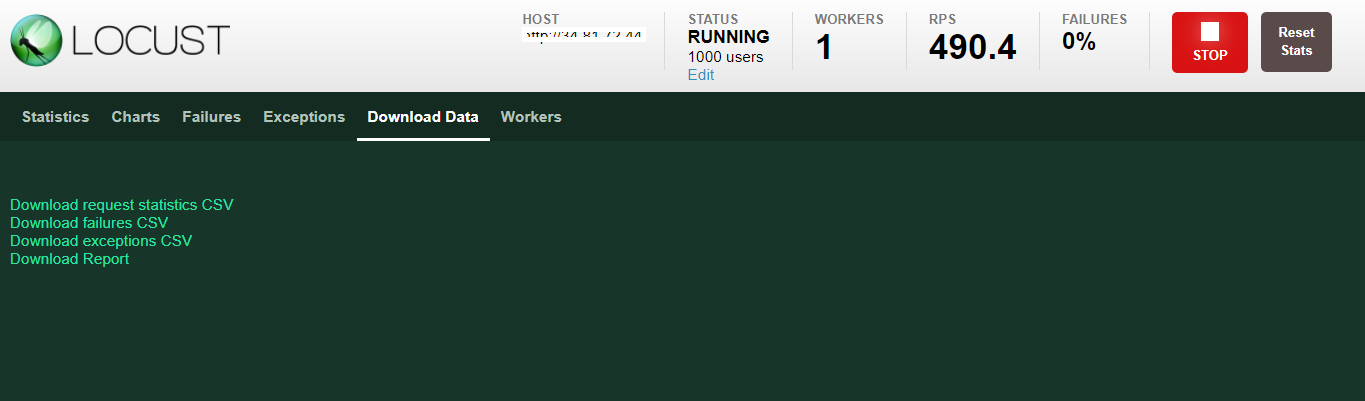 LOCUST
HOST
STATUS
RUNNING
1000 users
Edit
WORKERS
1
RPS
490.4
FAILURES
0%
STOP
Reset
Stats
Statistics
Charts
Failures
Exceptions
Download Data
Workers
Download request statistics CSV
Download failures CSV
Download exceptions CSV
Download Report